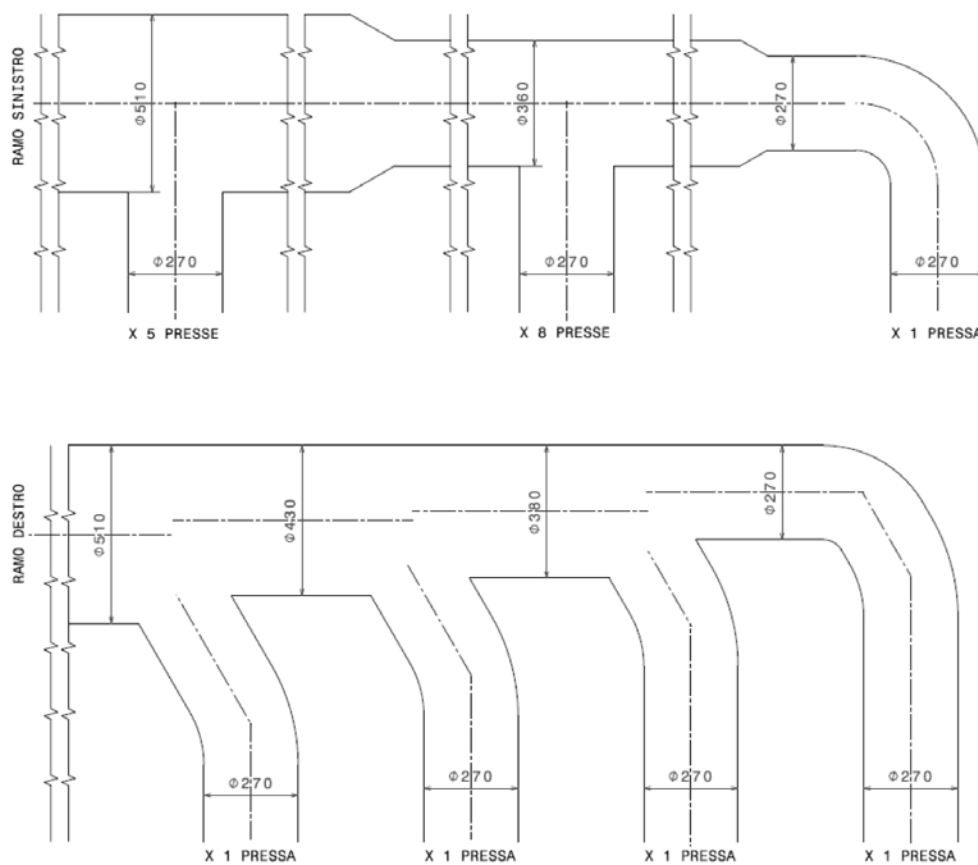 RAMO SINISTRO
Φ510
Φ360
Φ270
Φ270
Φ270
Φ270
X 5 PRESSE
X 8 PRESSE
X 1 PRESSA
RAMO DESTRO
Φ510
Φ430
Φ380
Φ270
Φ270
Φ270
Φ270
Φ270
X 1 PRESSA
X 1 PRESSA
X 1 PRESSA
X 1 PRESSA